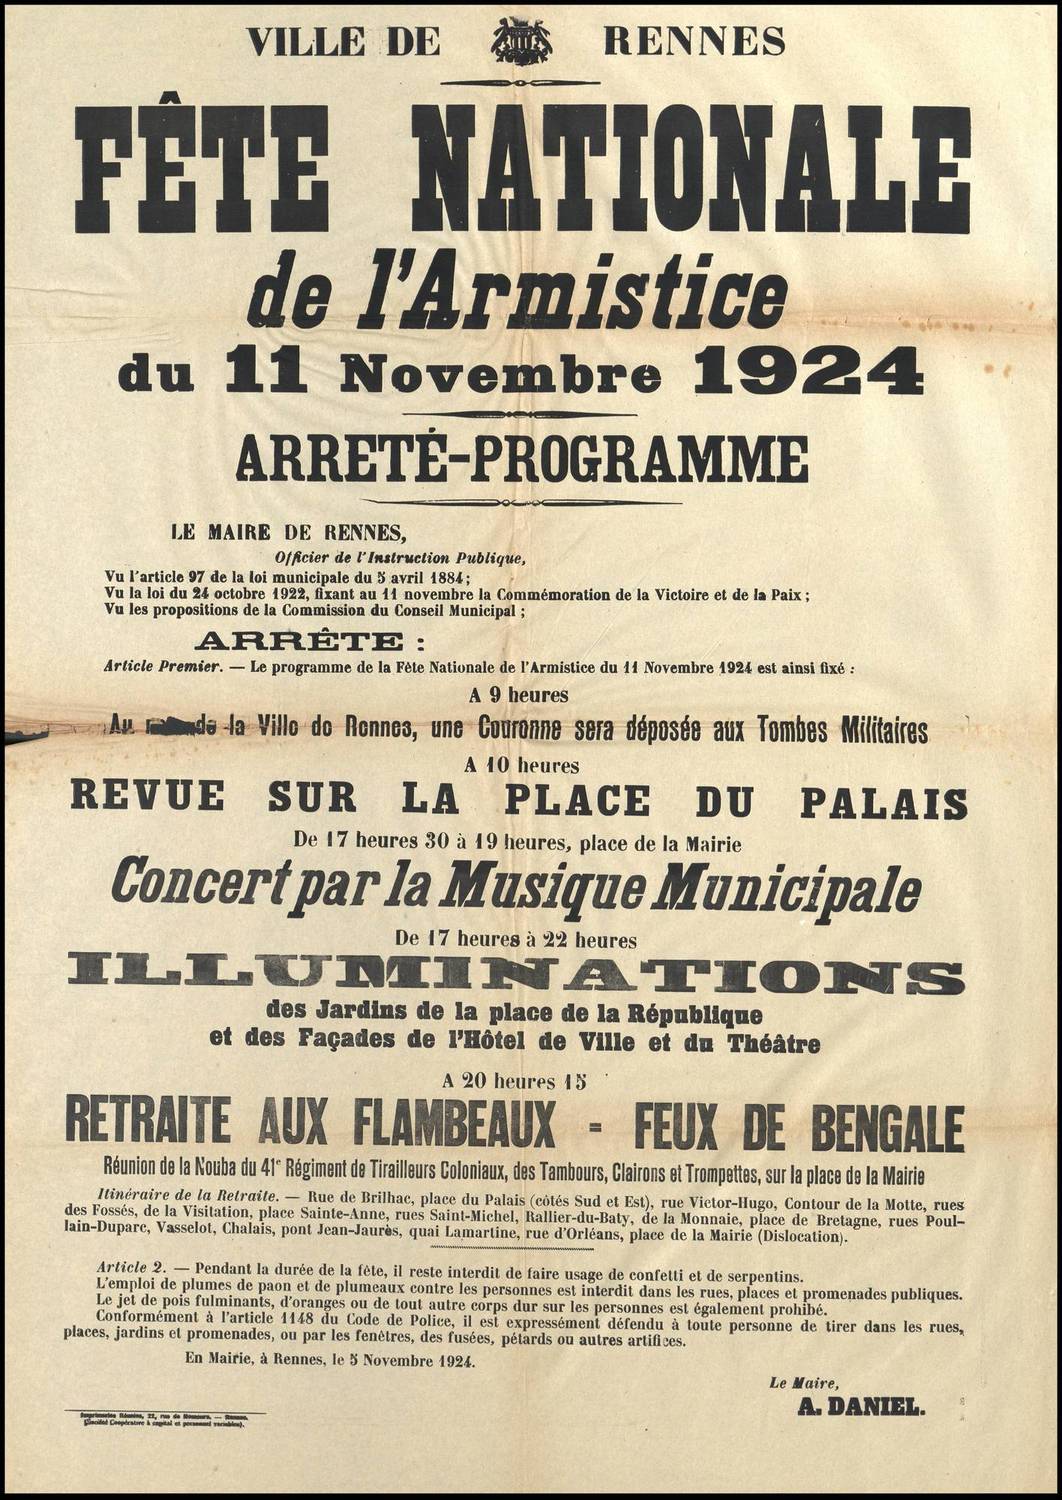 VILLE DE RENNES
FÊTE NATIONALE
de l'Armistice
du 11 Novembre 1924
ARRETÉ-PROGRAMME
LE MAIRE DE RENNES,
Officier de l'Instruction Publique,
Vu l'article 97 de la loi municipale du 5 avril 1884;
Vu la loi du 24 octobre 1922, fixant au 11 novembre la Commémoration de la Victoire et de la Paix;
Vu les propositions de la Commission du Conseil Municipal;
ARRÊTE :
Article Premier. — Le programme de la Fête Nationale de l'Armistice du 11 Novembre 1924 est ainsi fixé :
A 9 heures
Au de la Ville de Rennes, une Couronne sera déposée aux Tombes Militaires
A 10 heures
REVUE SUR LA PLACE DU PALAIS
De 17 heures 30 à 19 heures, place de la Mairie
Concert par la Musique Municipale
De 17 heures à 22 heures
ILLUMINATIONS
des Jardins de la place de la République
et des Façades de l'Hôtel de Ville et du Théâtre
A 20 heures 15
RETRAITE AUX FLAMBEAUX - FEUX DE BENGALE
Réunion de la Nouba du 41e Régiment de Tirailleurs Coloniaux, des Tambours, Clairons et Trompettes, sur la place de la Mairie
Itinéraire de la Retraite. — Rue de Brilhac, place du Palais (côtés Sud et Est), rue Victor-Hugo, Contour de la Motte, rues
des Fossés, de la Visitation, place Sainte-Anne, rues Saint-Michel, Rallier-du-Baty, de la Monnaie, place de Bretagne, rues Poul-
lain-Duparc, Vasselot, Chalais, pont Jean-Jaurès, quai Lamartine, rue d'Orléans, place de la Mairie (Dislocation).
Article 2. — Pendant la durée de la fête, il reste interdit de faire usage de confetti et de serpentins.
L'emploi de plumes de paon et de plumeaux contre les personnes est interdit dans les rues, places et promenades publiques.
Le jet de pois fulminants, d'oranges ou de tout autre corps dur sur les personnes est également prohibé.
Conformément à l'article 1148 du Code de Police, il est expressément défendu à toute personne de tirer dans les rues,
places, jardins et promenades, ou par les fenêtres, des fusées, pétards ou autres artifices.
En Mairie, à Rennes, le 5 Novembre 1924.
Le Maire,
A. DANIEL.
Imprimeries Réunies, 22, rue de Nemours. — Rennes.
(Société Coopérative à capital et personnel variables).